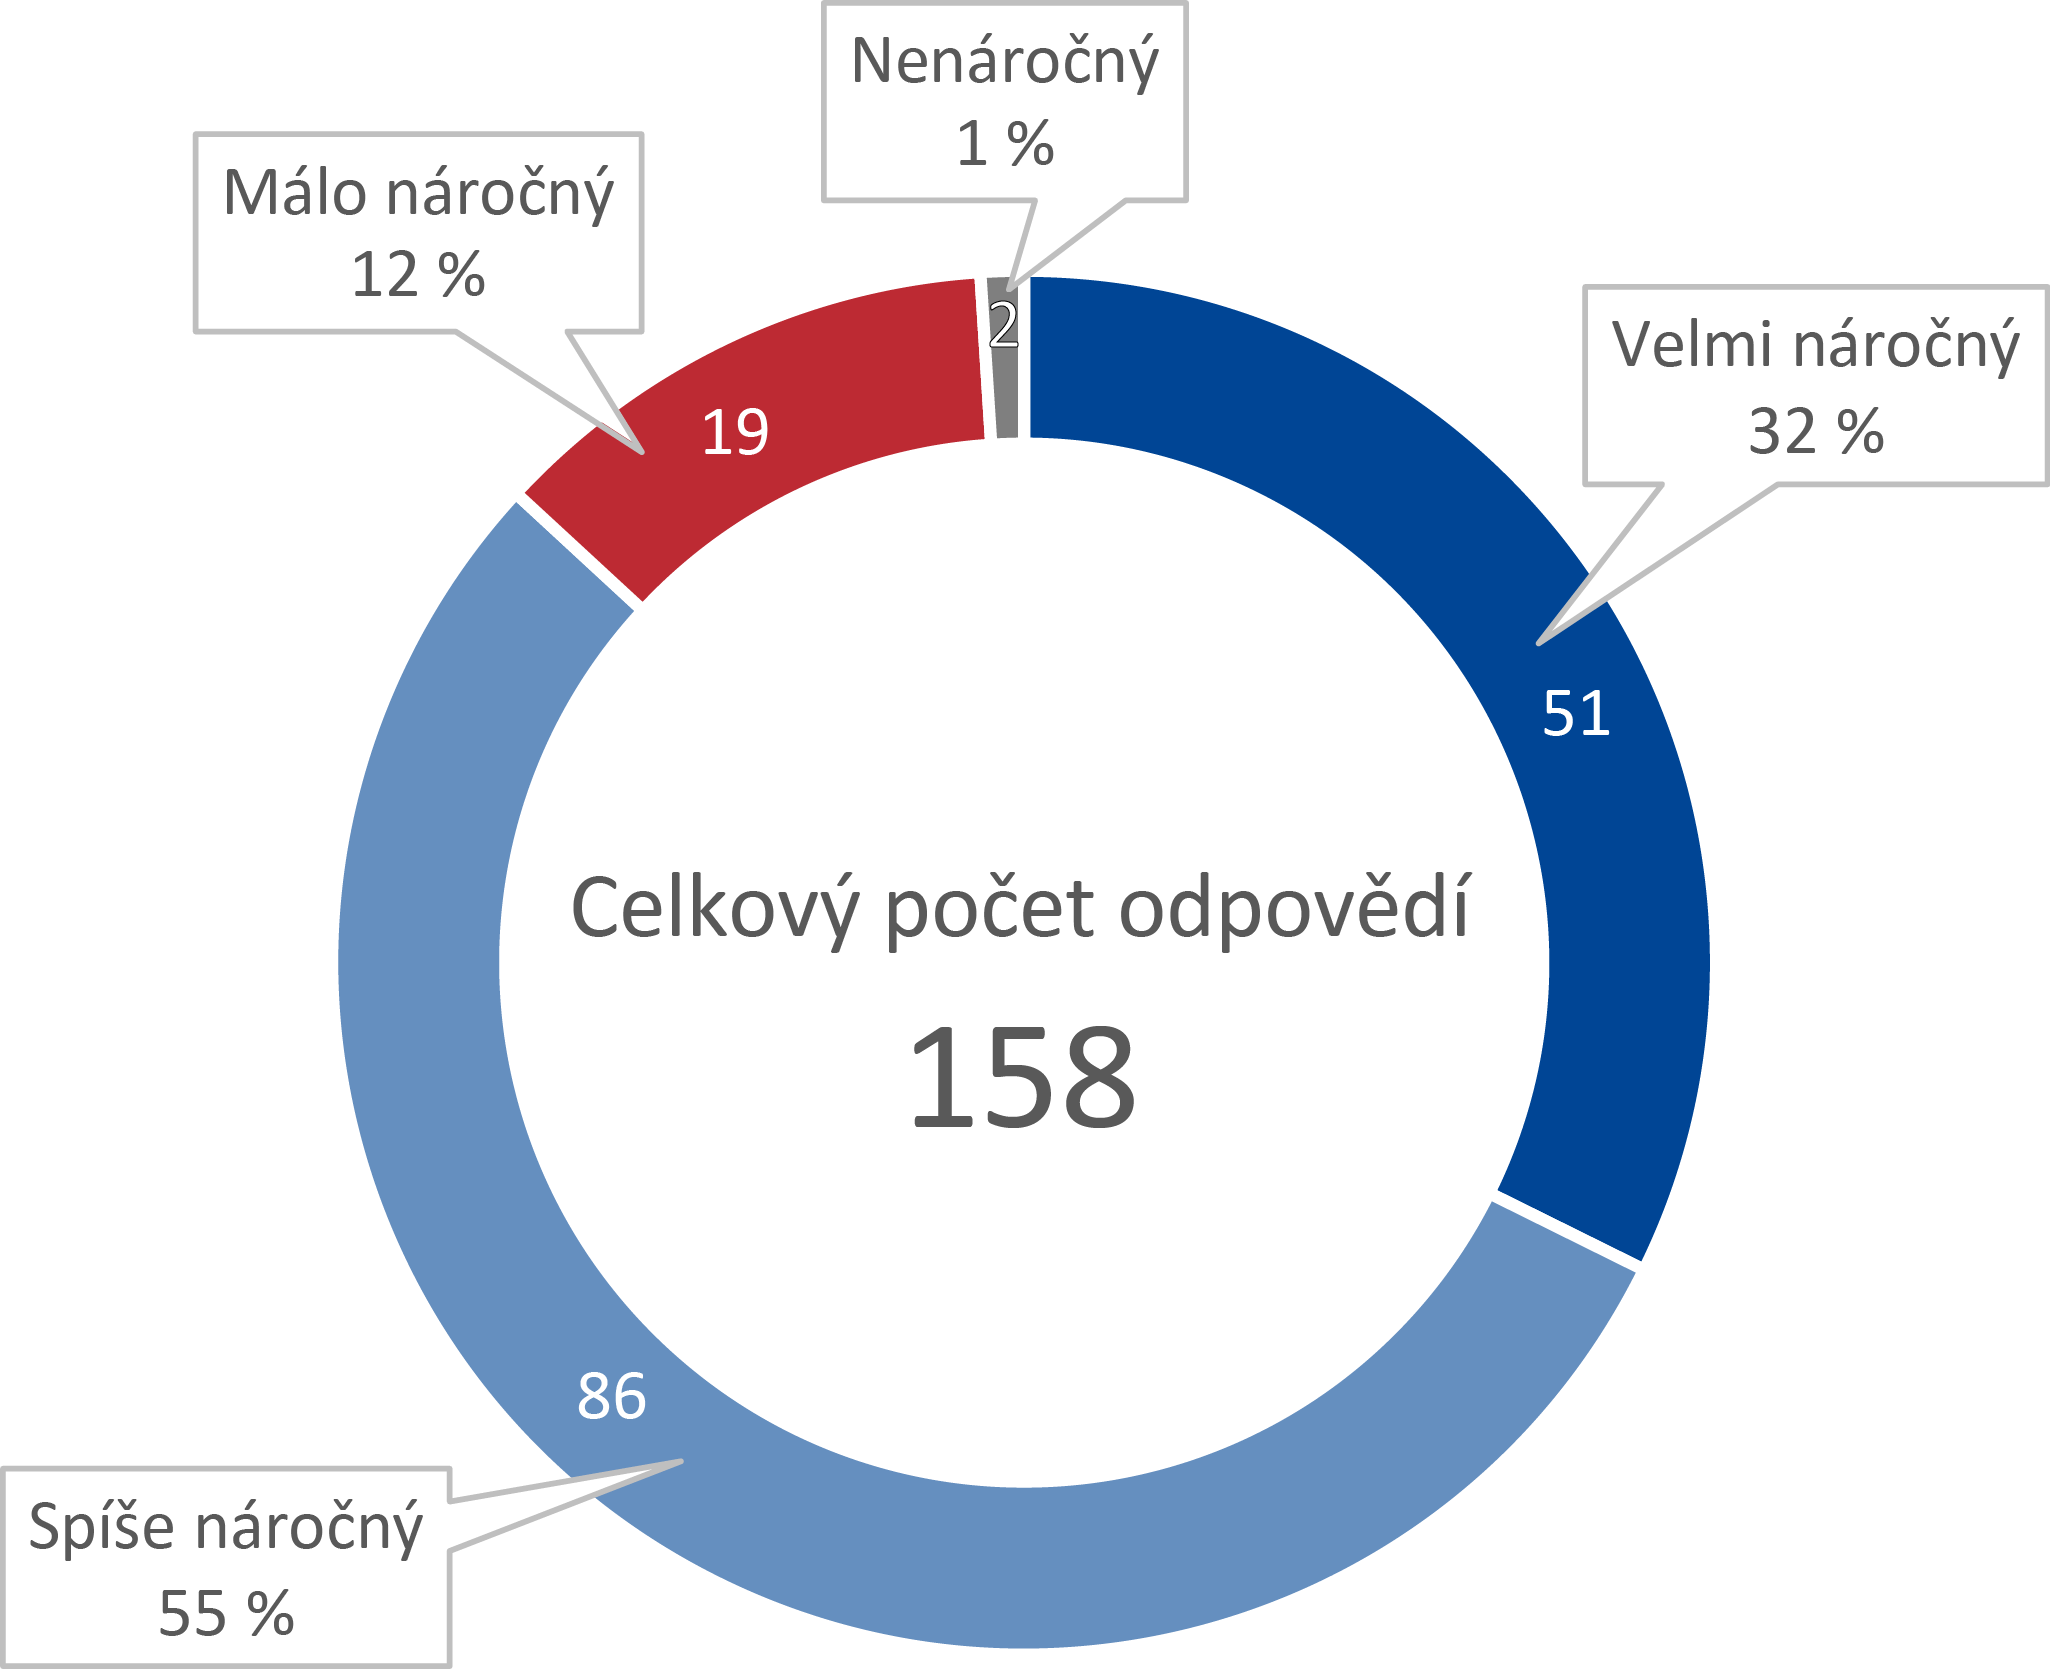 Nenáročný
1 %
Málo náročný
12 %
2
Velmi náročný
32 %
19
51
Celkový počet odpovědí
158
86
Spíše náročný
55 %